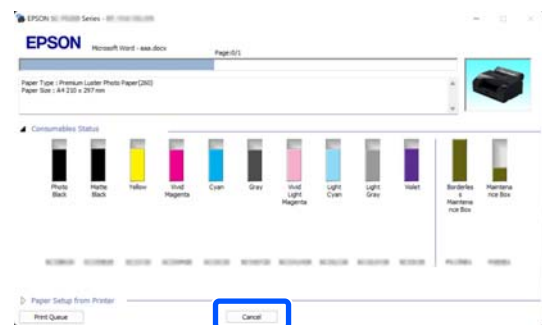 EPSON Series -
EPSON
Microsoft Word - aaa.docx
Page:0/1
Paper Type : Premium Luster Photo Paper(260)
Paper Size : A4 210 x 297 mm
Consumables Status
Photo Black
Matte Black
Yellow
Vivid Magenta
Cyan
Gray
Vivid Light Magenta
Light Cyan
Light Gray
Violet
Borderles s Maintena nce Box
Maintena nce Box
Paper Setup from Printer
Print Queue
Cancel